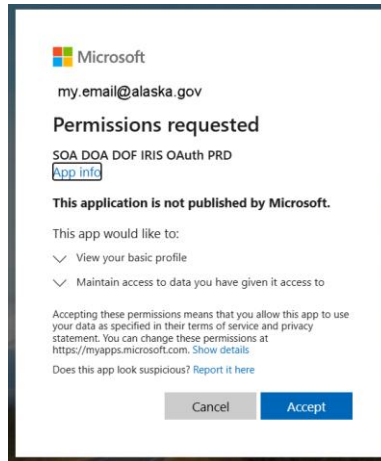 Microsoft
my.email@alaska.gov
Permissions requested
SOA DOA DOF IRIS OAuth PRD
App info
This application is not published by Microsoft.
This app would like to:
View your basic profile
Maintain access to data you have given it access to
Accepting these permissions means that you allow this app to use
your data as specified in their terms of service and privacy
statement. You can change these permissions at
https://myapps.microsoft.com. Show details
Does this app look suspicious? Report it here
Cancel Accept